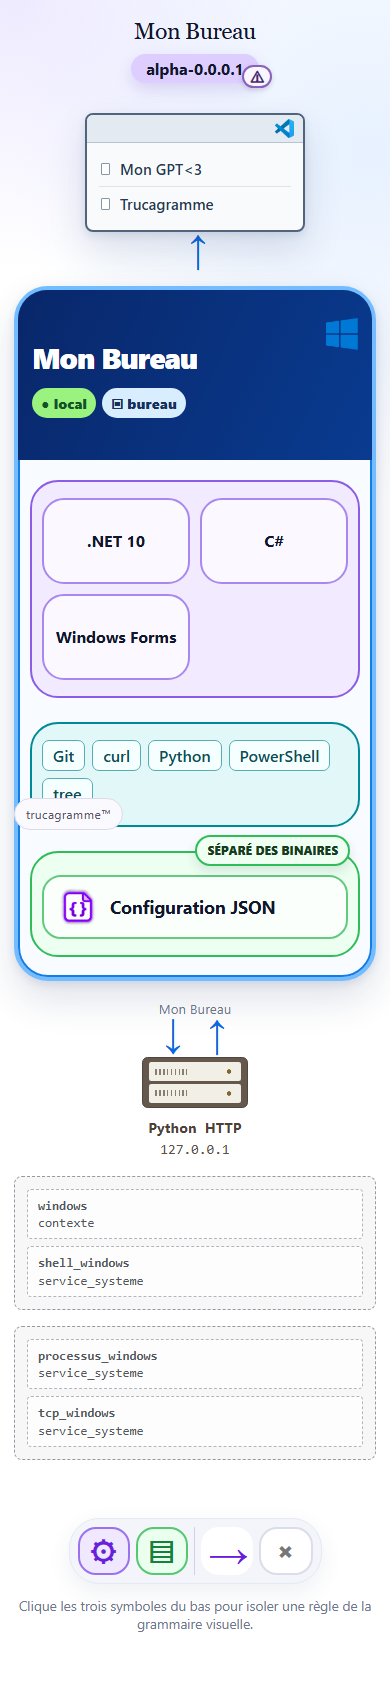 Mon Bureau
alpha-0.0.0.1
Mon GPT<3
Trucagramme
Mon Bureau
● local
bureau
.NET 10
C#
Windows Forms
Git
curl
Python
PowerShell
tree
trucagramme™
SÉPARÉ DES BINAIRES
Configuration JSON
Mon Bureau
Python HTTP
127.0.0.1
windows
contexte
shell_windows
service_systeme
processus_windows
service_systeme
tcp_windows
service_systeme
Clique les trois symboles du bas pour isoler une règle de la
grammaire visuelle.